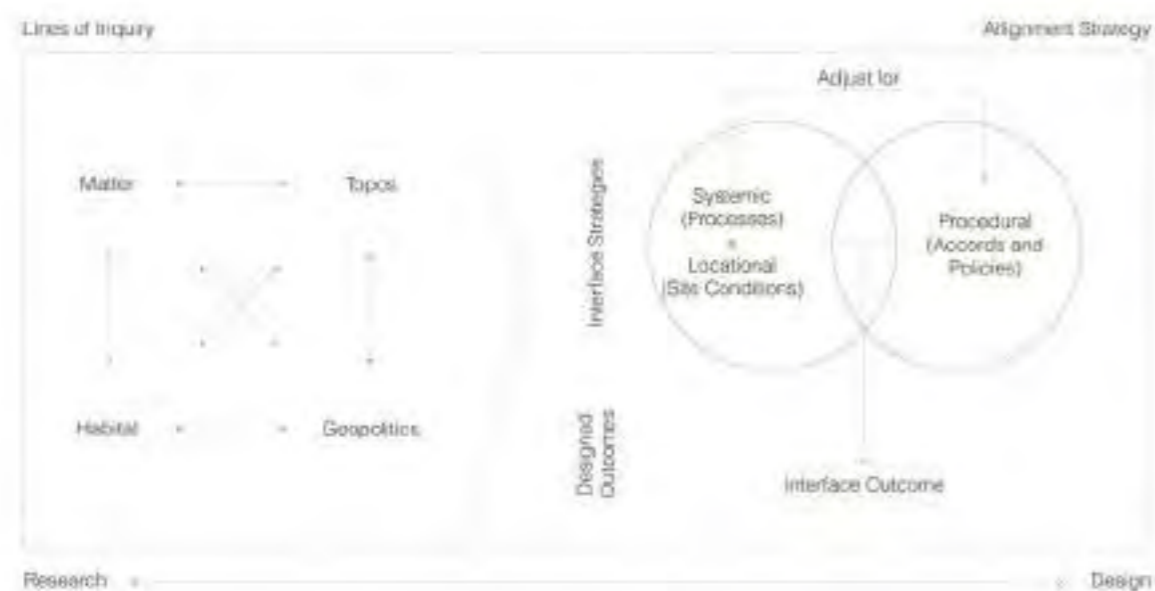 Lines of Inquiry
Alignment Strategy
Adjust for
Matter
Topos
Habitat
Geopolitics
Interface Strategies
Systemic
(Processes)
+
Locational
(Site Conditions)
Procedural
(Accords and
Policies)
Designed
Outcomes
Interface Outcome
Research
Design